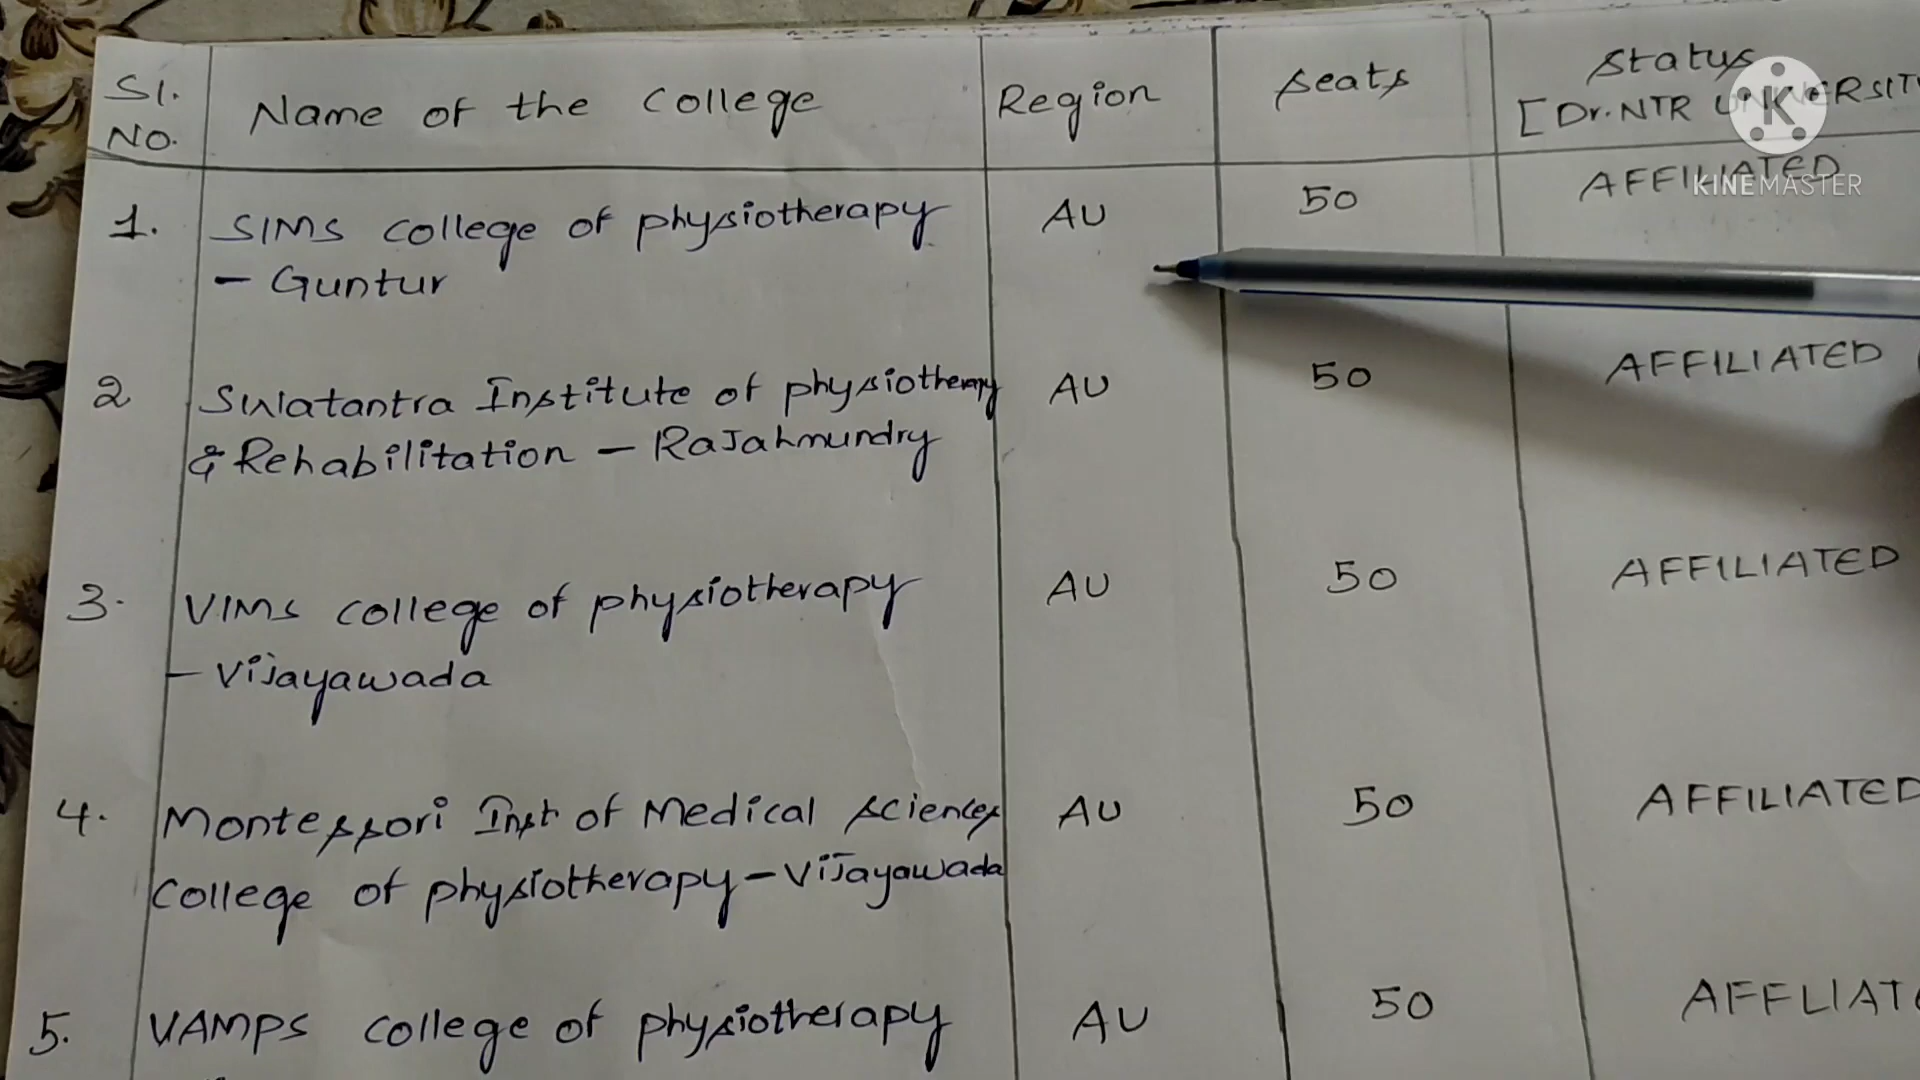 Sl. No. Name of the College Region seats Status [Dr. NTR UNIVERSITY
1. SIMS college of physiotherapy AU 50 AFFILIATED
- Guntur
2 Swatantra Institute of physiotherapy AU 50 AFFILIATED
& Rehabilitation - Rajahmundry
3. VIMS college of physiotherapy AU 50 AFFILIATED
- Vijayawada
4. Montessori Inst of Medical sciences AU 50 AFFILIATED
College of physiotherapy - Vijayawada
5. VAMPS college of physiotherapy AU 50 AFFLIAT
KINEMASTER